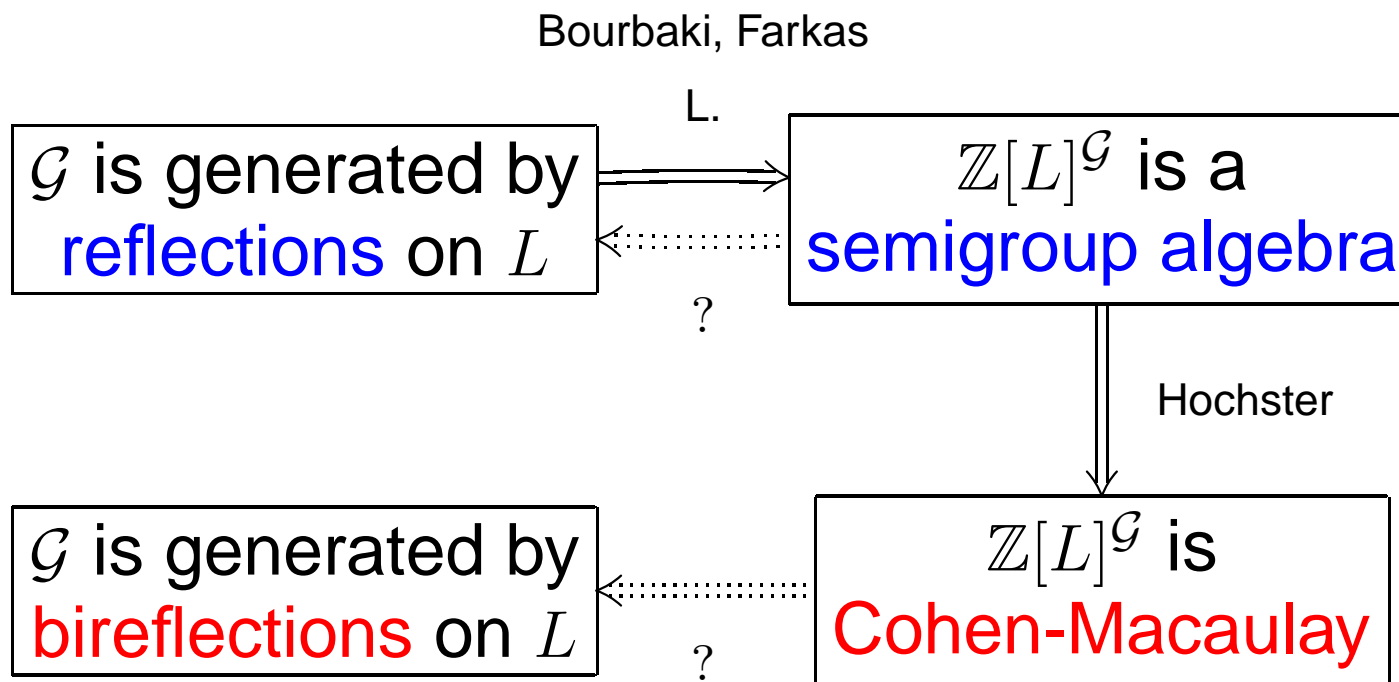 Bourbaki, Farkas
L.
𝒢 is generated by
reflections on L
ℤ[L]^𝒢 is a
semigroup algebra
?
Hochster
𝒢 is generated by
bireflections on L
ℤ[L]^𝒢 is
Cohen-Macaulay
?